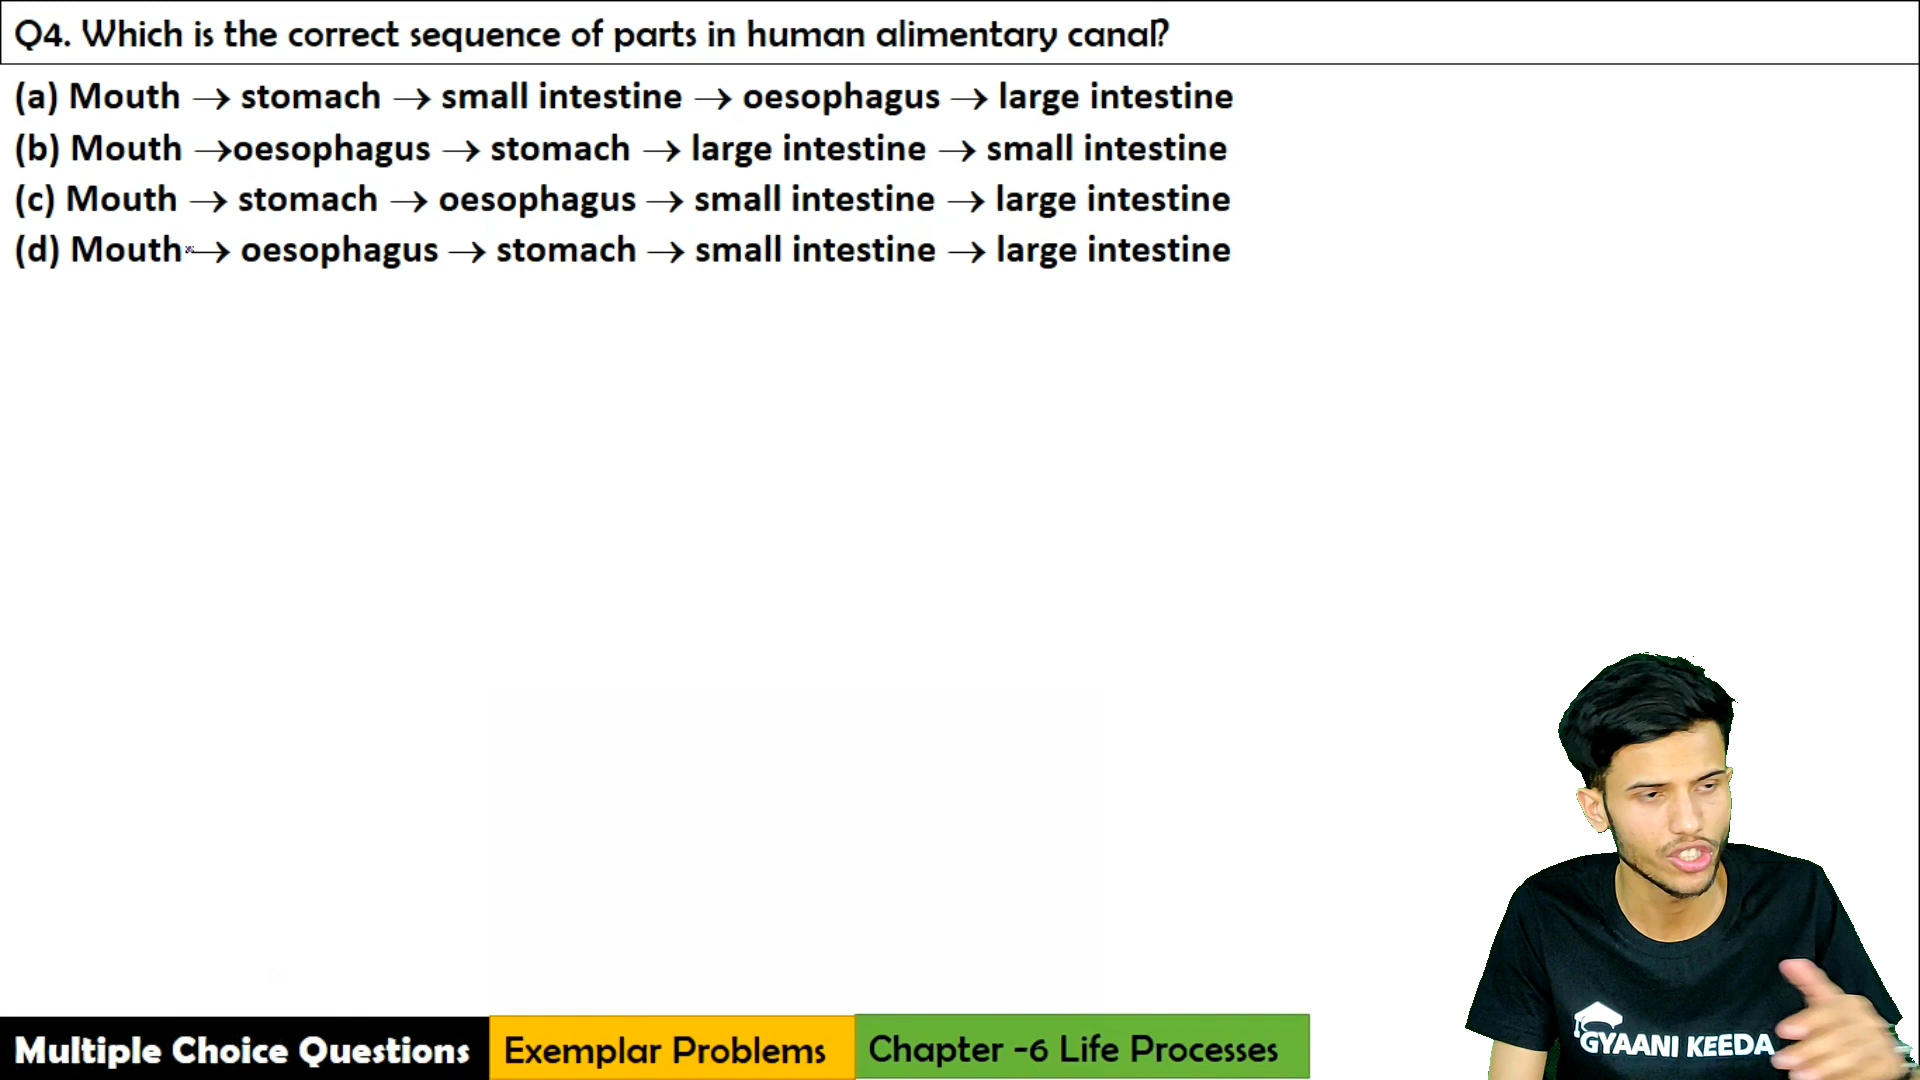 Q4. Which is the correct sequence of parts in human alimentary canal?
(a) Mouth → stomach → small intestine → oesophagus → large intestine
(b) Mouth →oesophagus → stomach → large intestine → small intestine
(c) Mouth → stomach → oesophagus → small intestine → large intestine
(d) Mouth → oesophagus → stomach → small intestine → large intestine
GYAANI KEEDA
Multiple Choice Questions Exemplar Problems Chapter -6 Life Processes